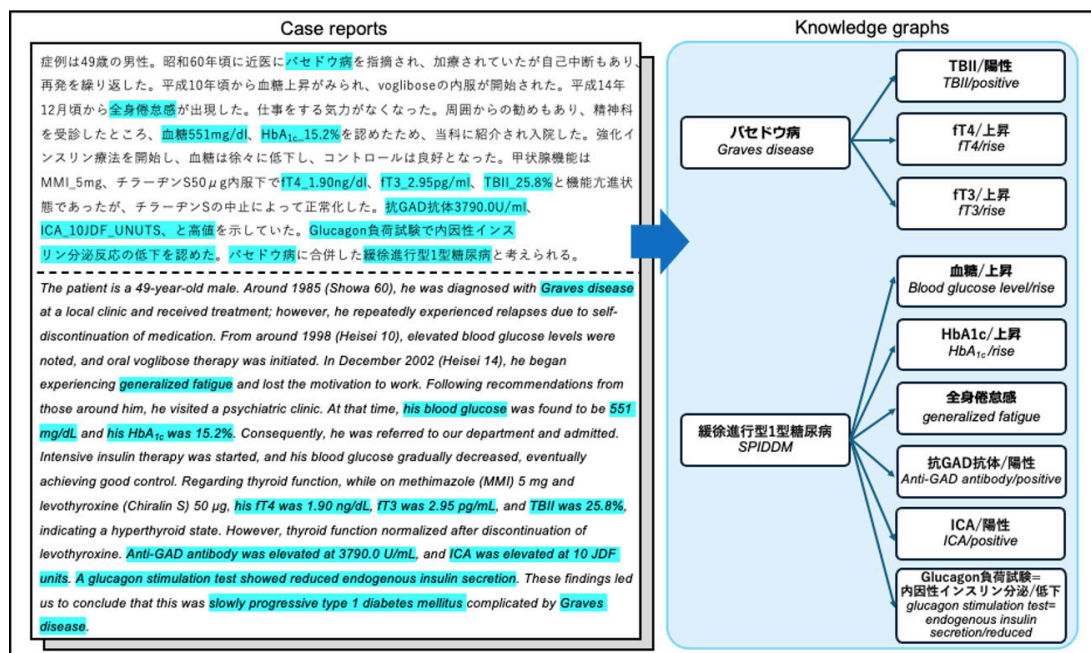 Case reports
症例は49歳の男性。昭和60年頃に近医にバセドウ病を指摘され、加療されていたが自己中断もあり、
再発を繰り返した。平成10年頃から血糖上昇がみられ、vogliboseの内服が開始された。平成14年
12月頃から全身倦怠感が出現した。仕事をする気力がなくなった。周囲からの勧めもあり、精神科
を受診したところ、血糖551mg/dl、HbA1c_15.2%を認めたため、当科に紹介され入院した。強化イ
ンスリン療法を開始し、血糖は徐々に低下し、コントロールは良好となった。甲状腺機能は
MMI_5mg、チラーヂンS50μg内服下でfT4_1.90ng/dl、fT3_2.95pg/ml、TBII_25.8%と機能亢進状
態であったが、チラーヂンSの中止によって正常化した。抗GAD抗体3790.0U/ml、
ICA_10JDF_UNUTS、と高値を示していた。Glucagon負荷試験で内因性インス
リン分泌反応の低下を認めた。バセドウ病に合併した緩徐進行型1型糖尿病と考えられる。
The patient is a 49-year-old male. Around 1985 (Showa 60), he was diagnosed with Graves disease
at a local clinic and received treatment; however, he repeatedly experienced relapses due to self-
discontinuation of medication. From around 1998 (Heisei 10), elevated blood glucose levels were
noted, and oral voglibose therapy was initiated. In December 2002 (Heisei 14), he began
experiencing generalized fatigue and lost the motivation to work. Following recommendations from
those around him, he visited a psychiatric clinic. At that time, his blood glucose was found to be 551
mg/dL and his HbA1c was 15.2%. Consequently, he was referred to our department and admitted.
Intensive insulin therapy was started, and his blood glucose gradually decreased, eventually
achieving good control. Regarding thyroid function, while on methimazole (MMI) 5 mg and
levothyroxine (Chiralin S) 50 μg, his fT4 was 1.90 ng/dL, fT3 was 2.95 pg/mL, and TBII was 25.8%,
indicating a hyperthyroid state. However, thyroid function normalized after discontinuation of
levothyroxine. Anti-GAD antibody was elevated at 3790.0 U/mL, and ICA was elevated at 10 JDF
units. A glucagon stimulation test showed reduced endogenous insulin secretion. These findings led
us to conclude that this was slowly progressive type 1 diabetes mellitus complicated by Graves
disease.
Knowledge graphs
バセドウ病
Graves disease
TBII/陽性
TBII/positive
fT4/上昇
fT4/rise
fT3/上昇
fT3/rise
緩徐進行型1型糖尿病
SPIDDM
血糖/上昇
Blood glucose level/rise
HbA1c/上昇
HbA1c/rise
全身倦怠感
generalized fatigue
抗GAD抗体/陽性
Anti-GAD antibody/positive
ICA/陽性
ICA/positive
Glucagon負荷試験=
内因性インスリン分泌/低下
glucagon stimulation test=
endogenous insulin
secretion/reduced